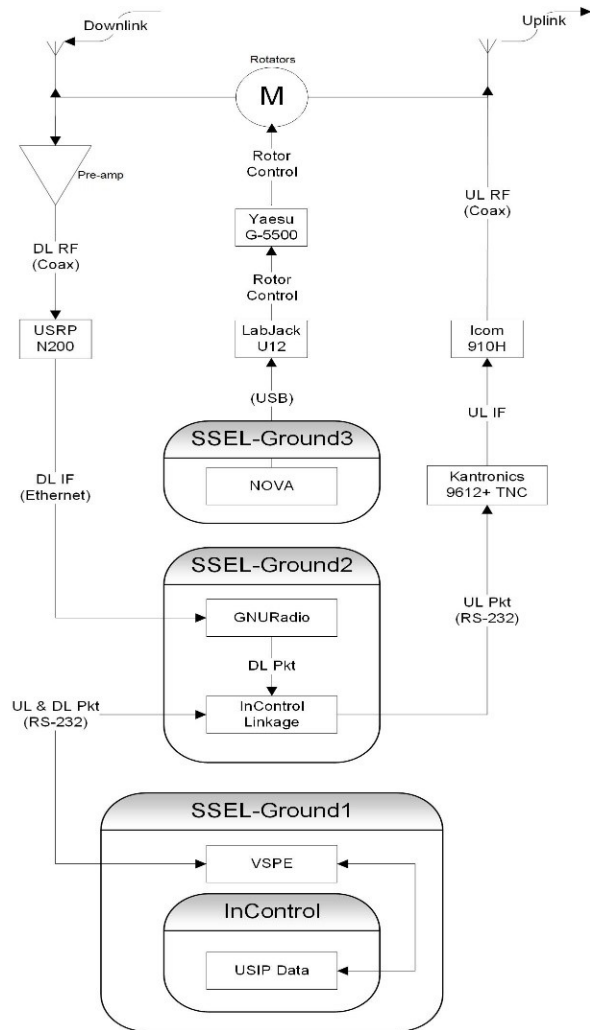 Downlink
Uplink
Rotators
M
Pre-amp
Rotor
Control
UL RF
(Coax)
Yaesu
G-5500
DL RF
(Coax)
Rotor
Control
USRP
N200
LabJack
U12
Icom
910H
(USB)
UL IF
SSEL-Ground3
NOVA
DL IF
(Ethernet)
Kantronics
9612+ TNC
SSEL-Ground2
GNURadio
UL Pkt
(RS-232)
DL Pkt
UL & DL Pkt
(RS-232)
InControl
Linkage
SSEL-Ground1
VSPE
InControl
USIP Data